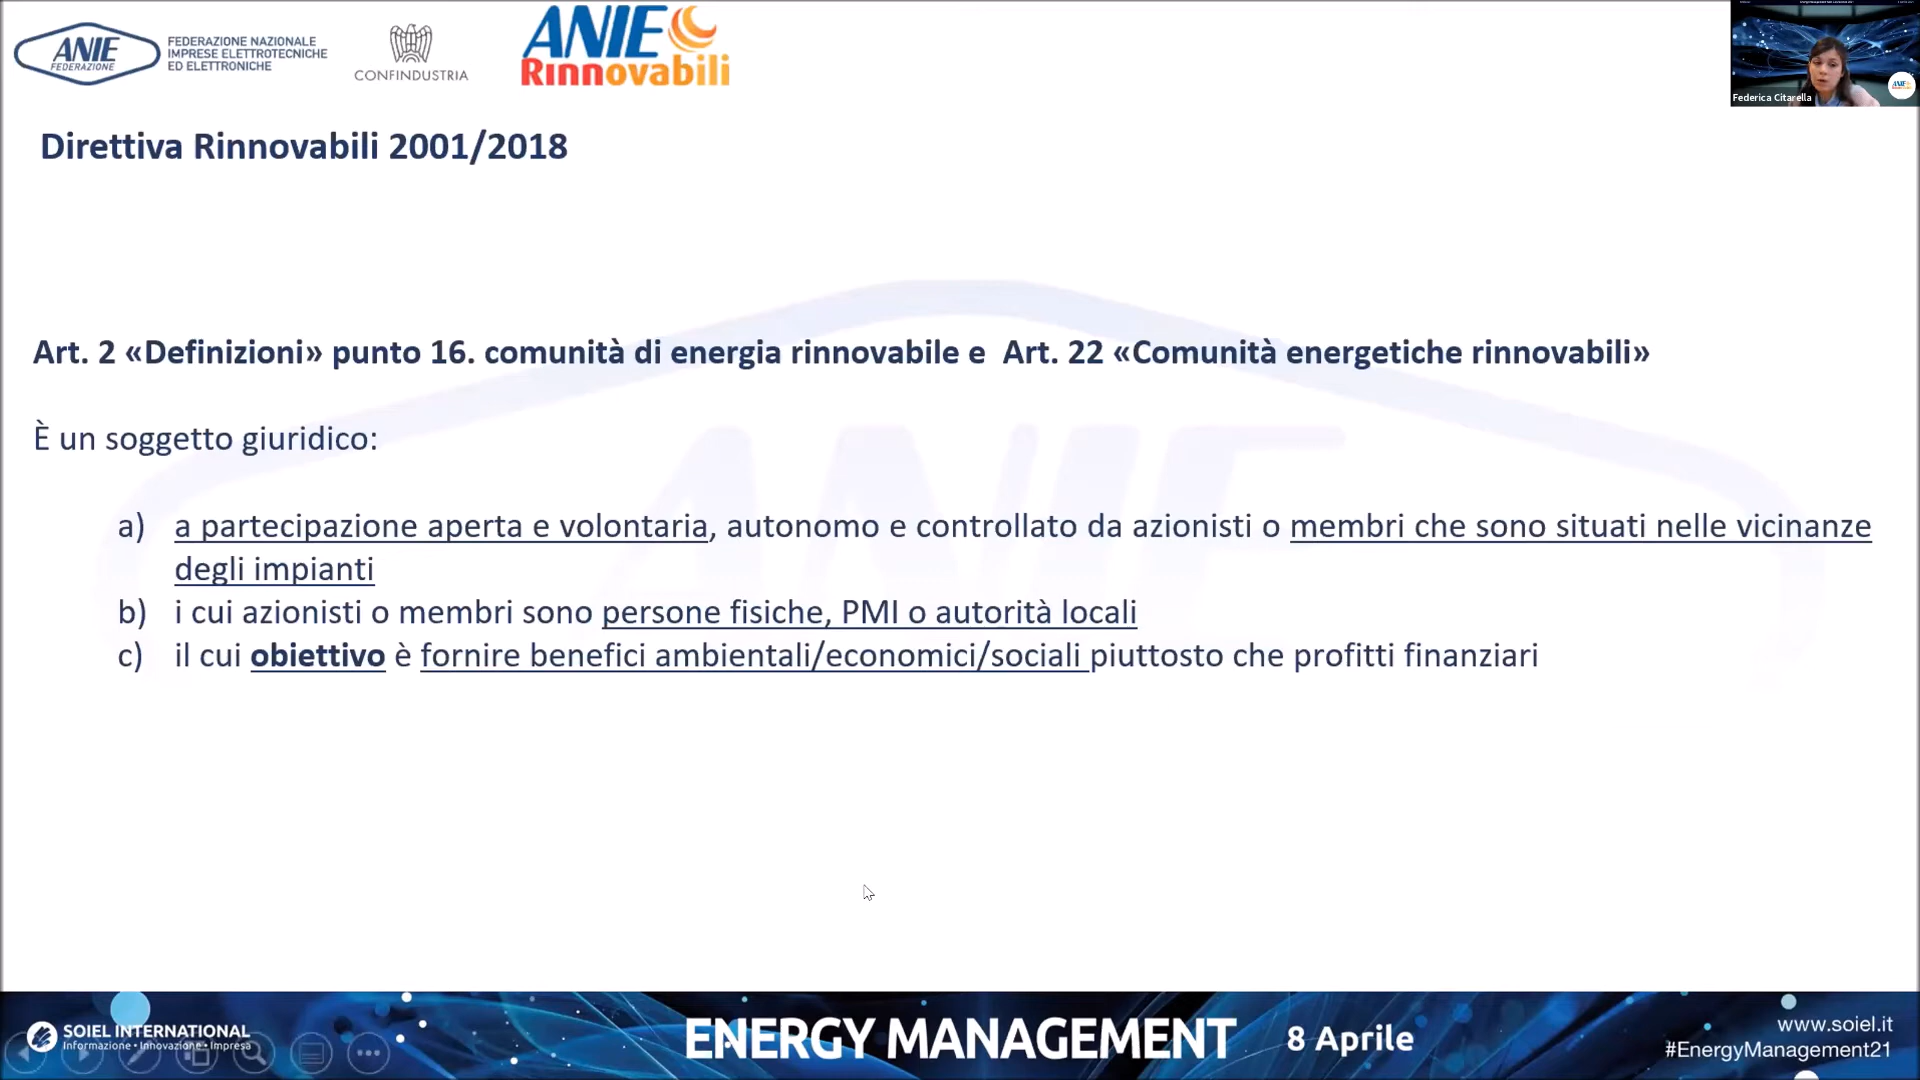 ANIE
FEDERAZIONE
FEDERAZIONE NAZIONALE
IMPRESE ELETTROTECNICHE
ED ELETTRONICHE
CONFINDUSTRIA
ANIE
Rinnovabili
Federica Citarella
Direttiva Rinnovabili 2001/2018
Art. 2 «Definizioni» punto 16. comunità di energia rinnovabile e Art. 22 «Comunità energetiche rinnovabili»
È un soggetto giuridico:
a) a partecipazione aperta e volontaria, autonomo e controllato da azionisti o membri che sono situati nelle vicinanze
degli impianti
b) i cui azionisti o membri sono persone fisiche, PMI o autorità locali
c) il cui obiettivo è fornire benefici ambientali/economici/sociali piuttosto che profitti finanziari
ANIE
SOIEL INTERNATIONAL
Informazione • Innovazione • Impresa
ENERGY MANAGEMENT 8 Aprile
www.soiel.it
#EnergyManagement21